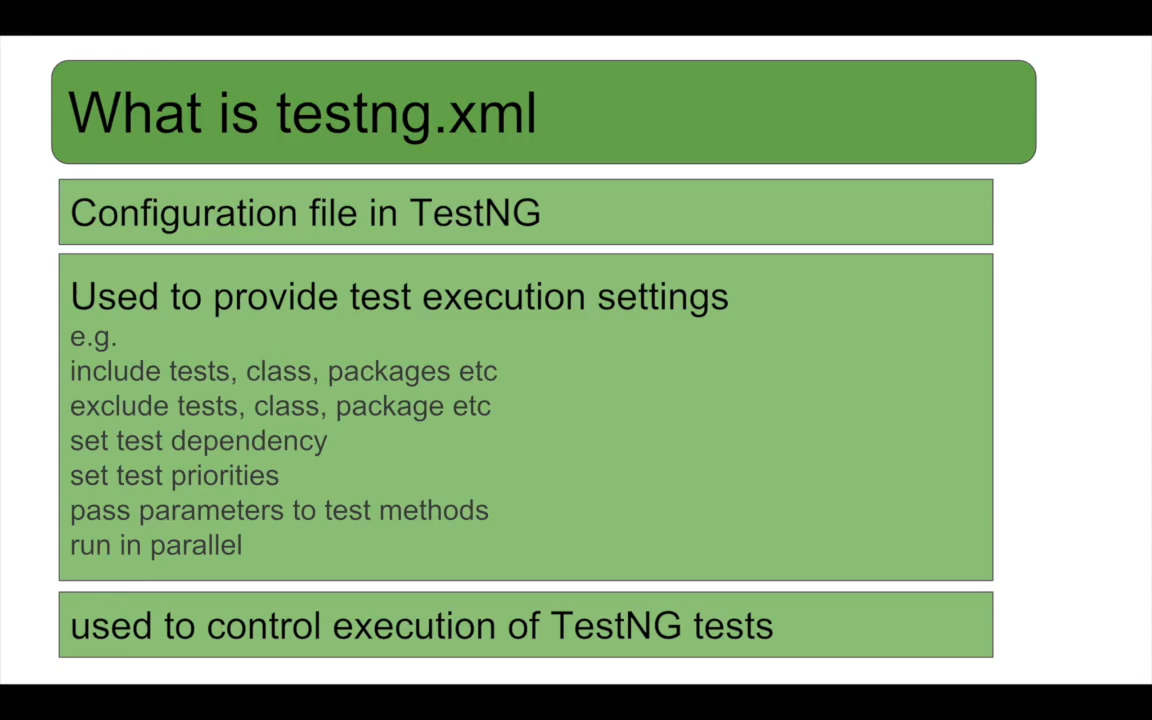 What is testng.xml
Configuration file in TestNG
Used to provide test execution settings
e.g.
include tests, class, packages etc
exclude tests, class, package etc
set test dependency
set test priorities
pass parameters to test methods
run in parallel
used to control execution of TestNG tests